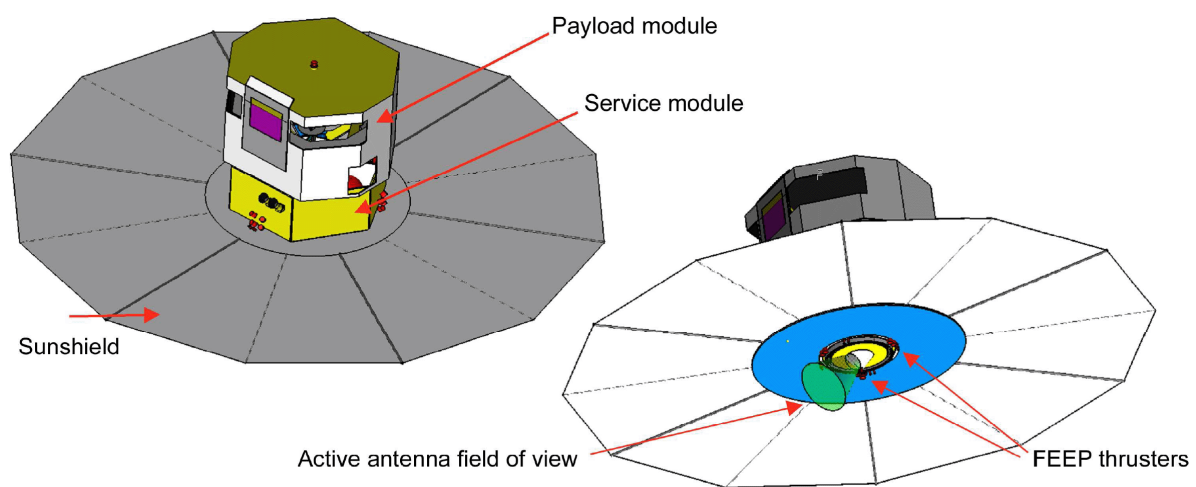 Payload module
Service module
Sunshield
Active antenna field of view
FEEP thrusters